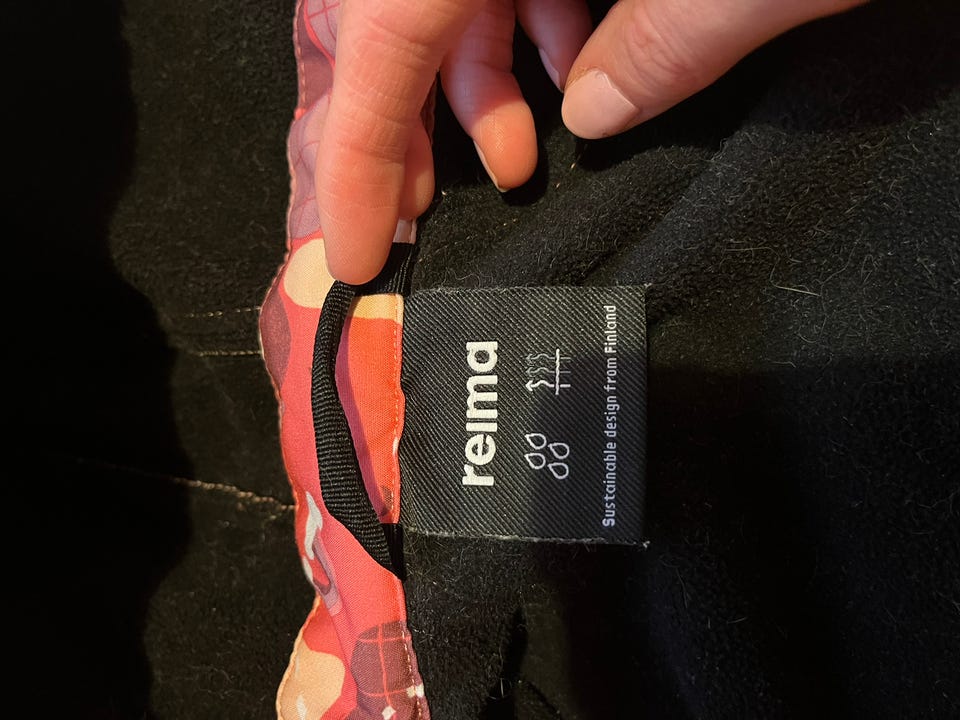 reima
Sustainable design from Finland